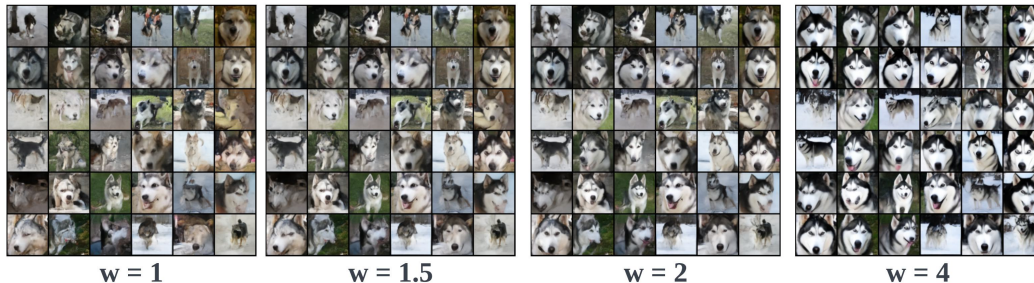 w = 1
w = 1.5
w = 2
w = 4